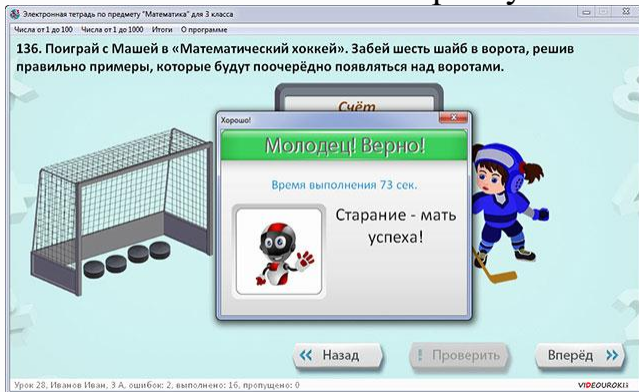 Электронная тетрадь по предмету "Математика" для 3 класса
Числа от 1 до 100 Числа от 1 до 1000 Итоги О программе
136. Поиграй с Машей в «Математический хоккей». Забей шесть шайб в ворота, решив
правильно примеры, которые будут поочерёдно появляться над воротами.
Счёт
Хорошо!
Молодец! Верно!
Время выполнения 73 сек.
Старание - мать
успеха!
Назад
! Проверить
Вперёд
Урок 28, Иванов Иван, 3 А, ошибок: 2, выполнено: 16, пропущено: 0
VIDEOUROKI